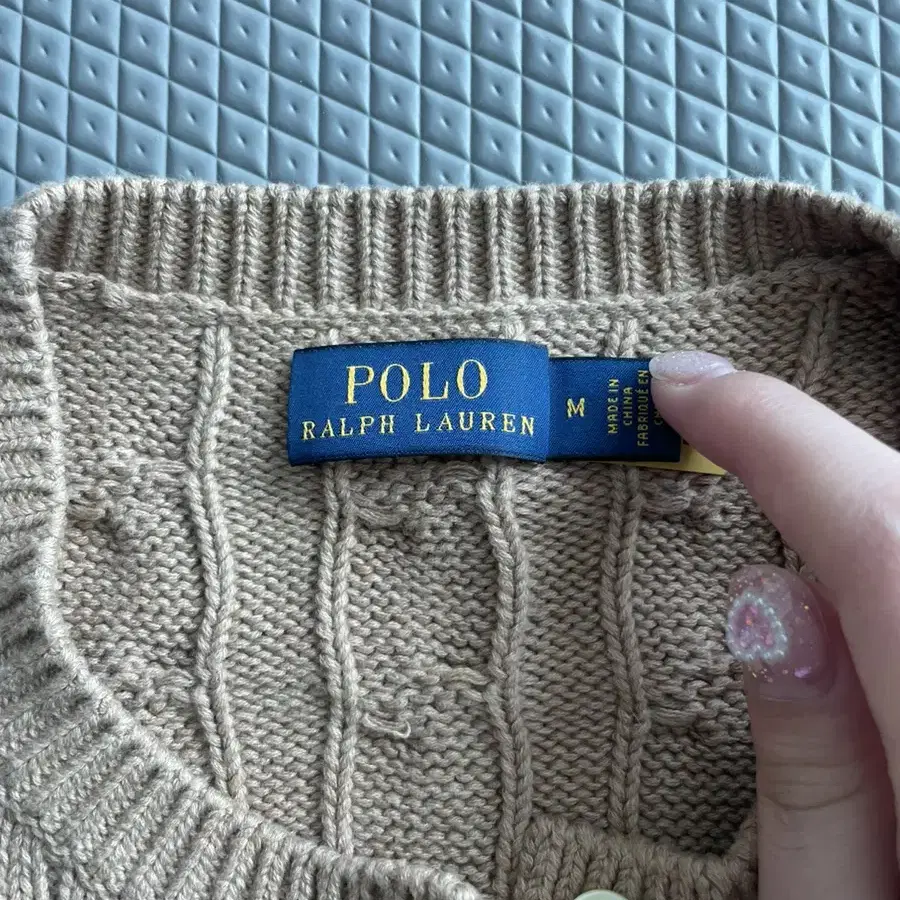 POLO
RALPH LAUREN
M
MADE IN
CHINA
FABRIQUÉ EN